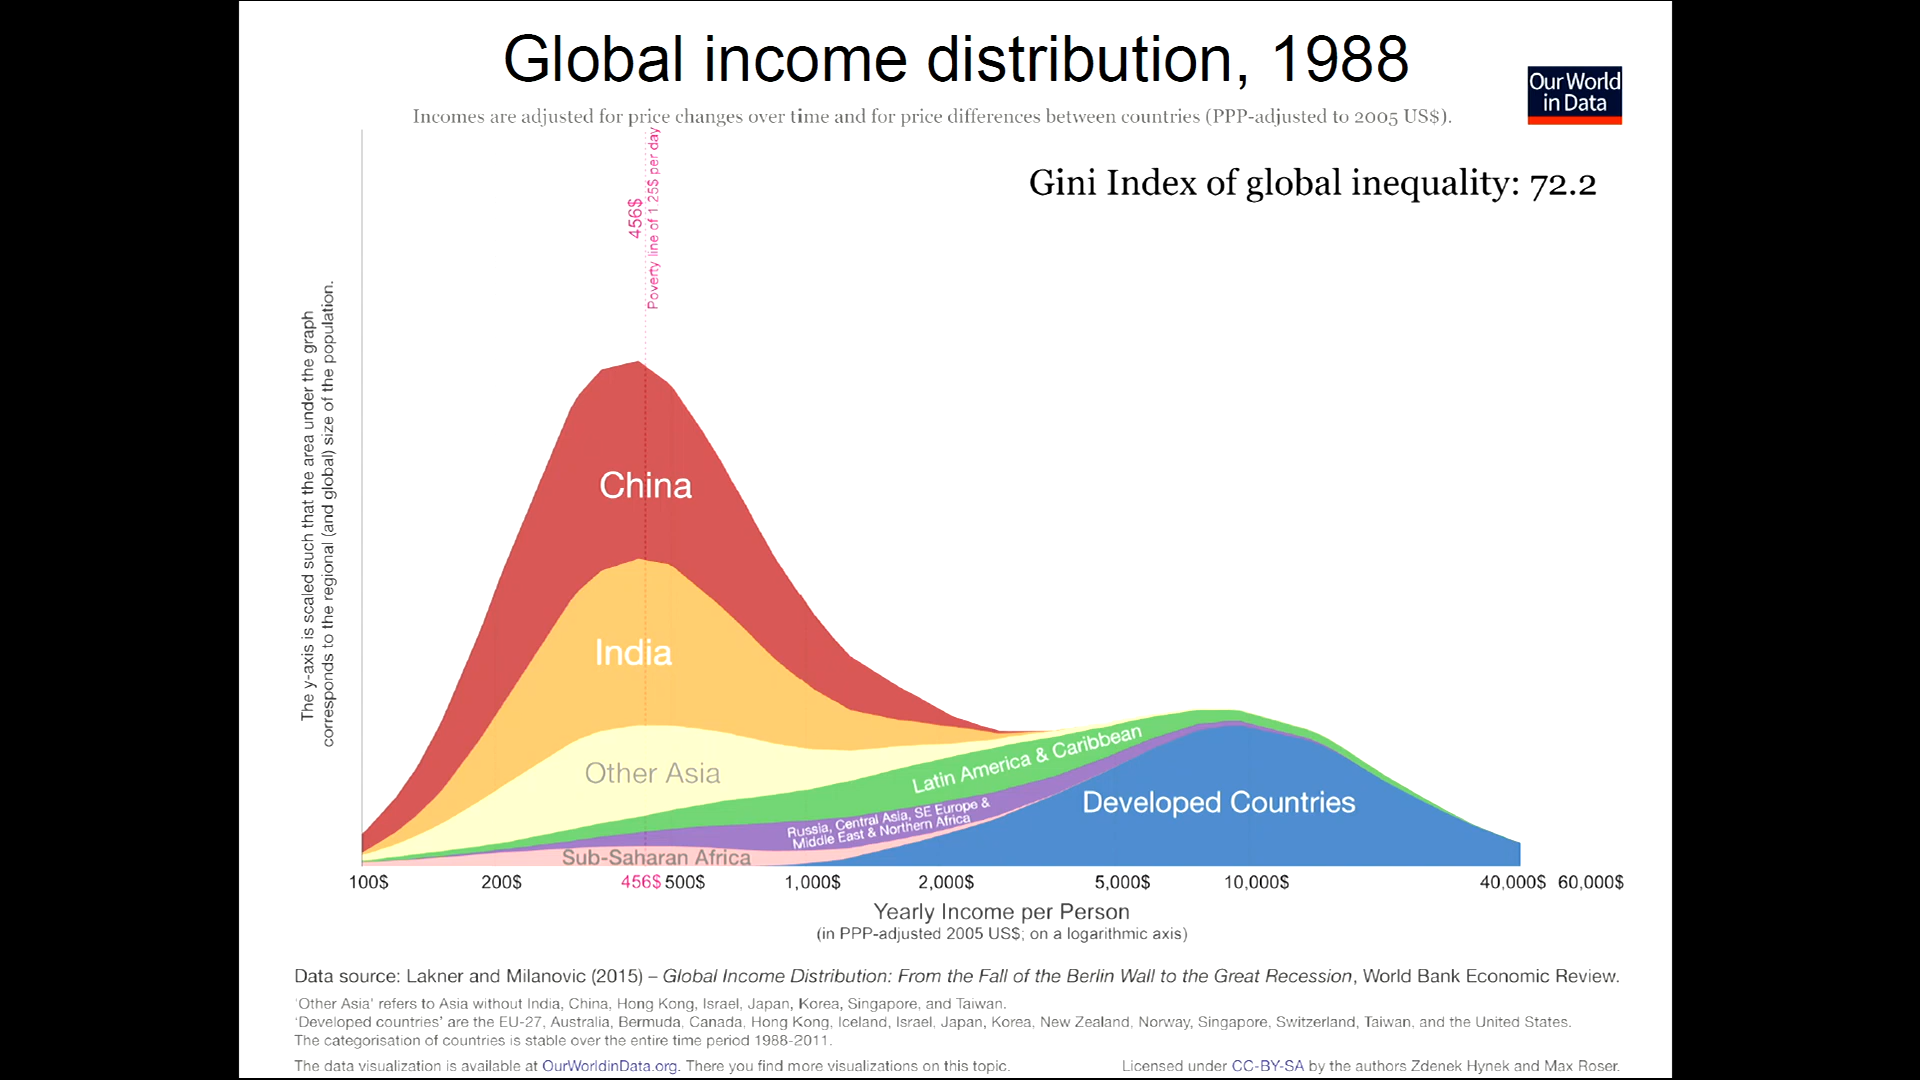 Global income distribution, 1988
Our World
in Data
Incomes are adjusted for price changes over time and for price differences between countries (PPP-adjusted to 2005 US$).
Gini Index of global inequality: 72.2
456$
Poverty line of 1.25$ per day
The y-axis is scaled such that the area under the graph
corresponds to the regional (and global) size of the population.
China
India
Other Asia
Latin America & Caribbean
Russia, Central Asia, SE Europe &
Middle East & Northern Africa
Developed Countries
Sub-Saharan Africa
100$ 200$ 456$ 500$ 1,000$ 2,000$ 5,000$ 10,000$ 40,000$ 60,000$
Yearly Income per Person
(in PPP-adjusted 2005 US$; on a logarithmic axis)
Data source: Lakner and Milanovic (2015) – Global Income Distribution: From the Fall of the Berlin Wall to the Great Recession, World Bank Economic Review.
'Other Asia' refers to Asia without India, China, Hong Kong, Israel, Japan, Korea, Singapore, and Taiwan.
'Developed countries' are the EU-27, Australia, Bermuda, Canada, Hong Kong, Iceland, Israel, Japan, Korea, New Zealand, Norway, Singapore, Switzerland, Taiwan, and the United States.
The categorisation of countries is stable over the entire time period 1988-2011.
The data visualization is available at OurWorldinData.org. There you find more visualizations on this topic.
Licensed under CC-BY-SA by the authors Zdenek Hynek and Max Roser.